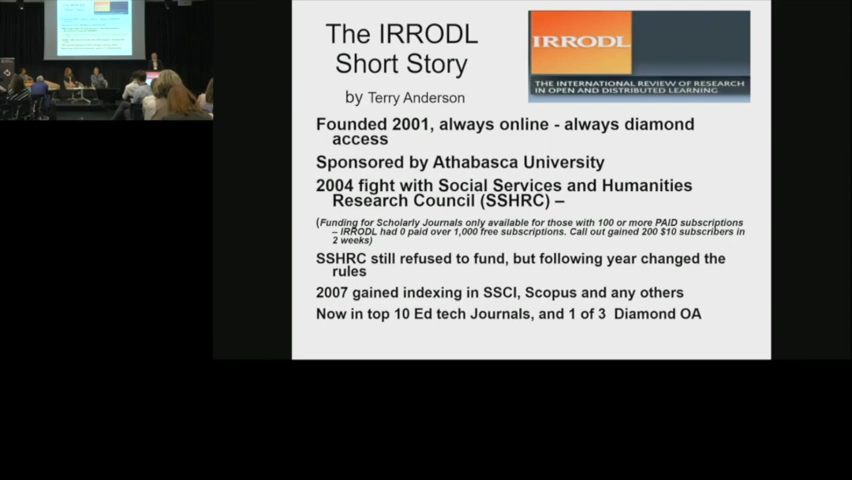 The IRRODL
Short Story
by Terry Anderson
IRRODL
THE INTERNATIONAL REVIEW OF RESEARCH
IN OPEN AND DISTRIBUTED LEARNING
Founded 2001, always online - always diamond
access
Sponsored by Athabasca University
2004 fight with Social Services and Humanities
Research Council (SSHRC) –
(Funding for Scholarly Journals only available for those with 100 or more PAID subscriptions
– IRRODL had 0 paid over 1,000 free subscriptions. Call out gained 200 $10 subscribers in
2 weeks)
SSHRC still refused to fund, but following year changed the
rules
2007 gained indexing in SSCI, Scopus and any others
Now in top 10 Ed tech Journals, and 1 of 3 Diamond OA